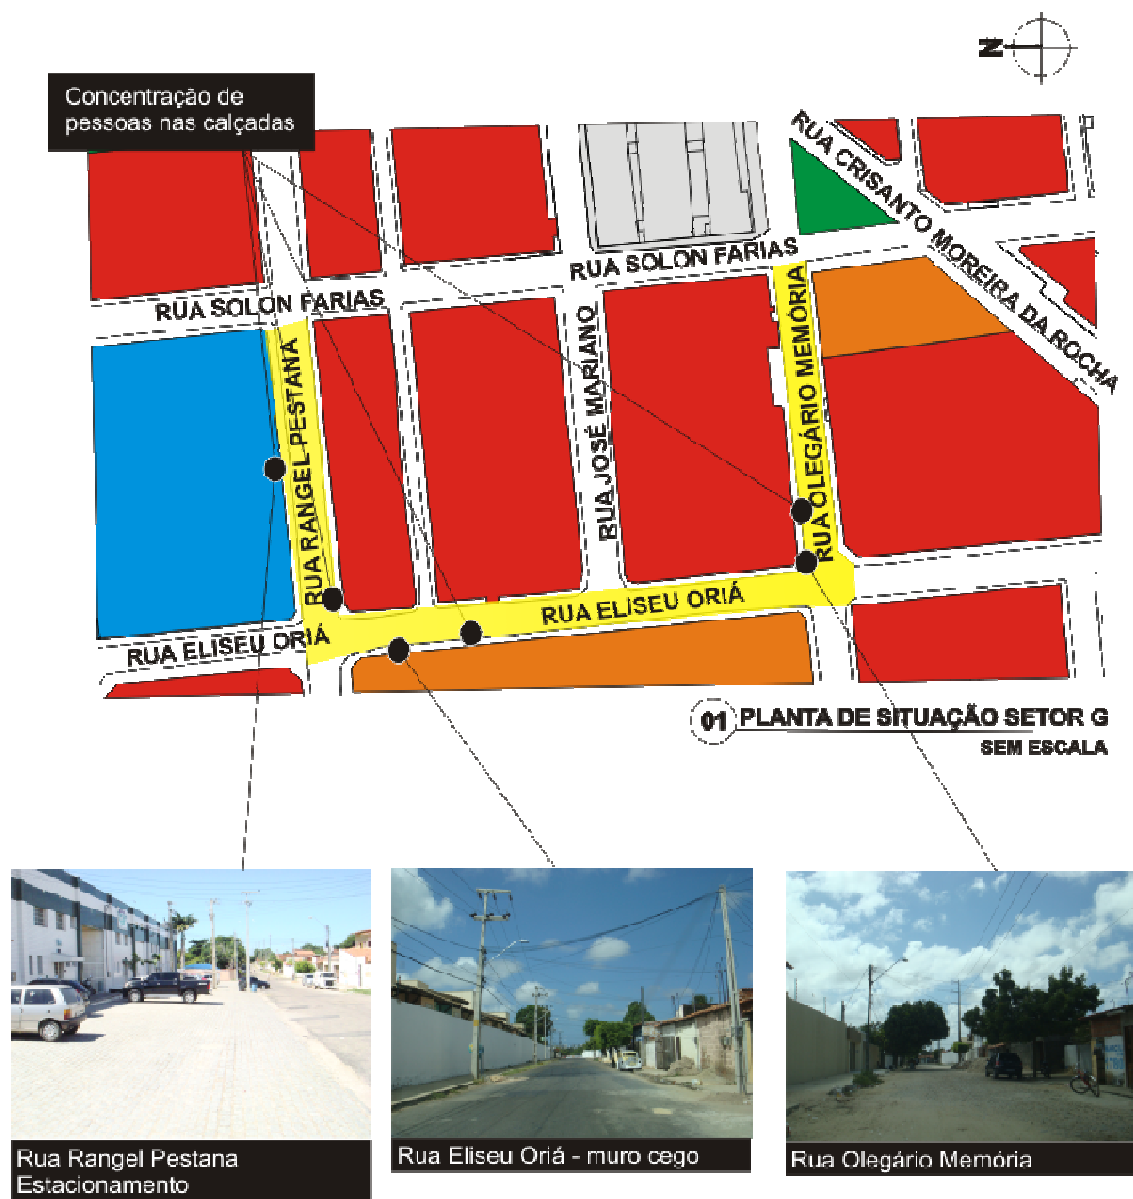 N
Concentração de
pessoas nas calçadas
RUA CRISANTO MOREIRA DA ROCHA
RUA SOLON FARIAS
RUA SOLON FARIAS
RUA RANGEL PESTANA
RUA JOSÉ MARIANO
RUA OLEGÁRIO MEMÓRIA
RUA ELISEU ORIÁ
RUA ELISEU ORIÁ
01 PLANTA DE SITUAÇÃO SETOR G
SEM ESCALA
Rua Rangel Pestana
Estacionamento
Rua Eliseu Oriá - muro cego
Rua Olegário Memória